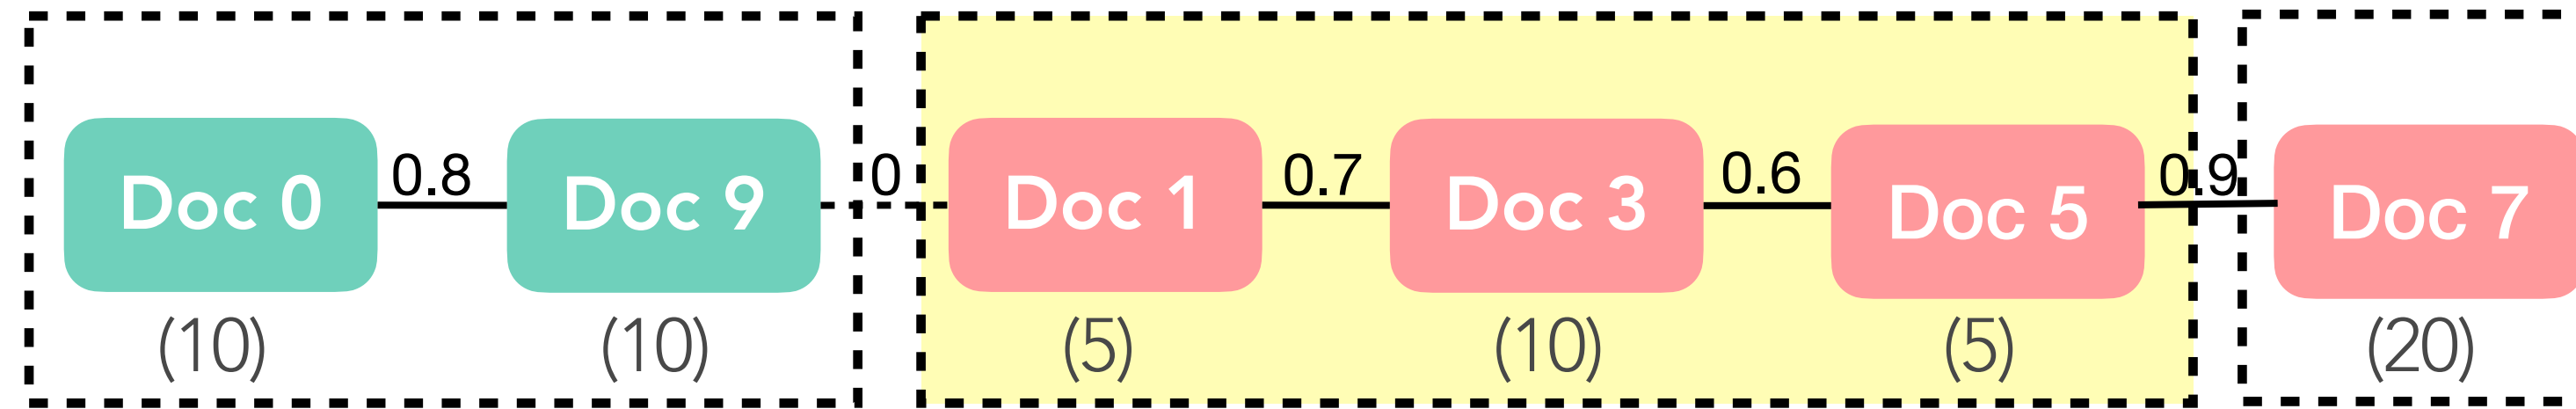 Doc 0 0.8 Doc 9 0 Doc 1 0.7 Doc 3 0.6 Doc 5 0.9 Doc 7
(10) (10) (5) (10) (5) (20)